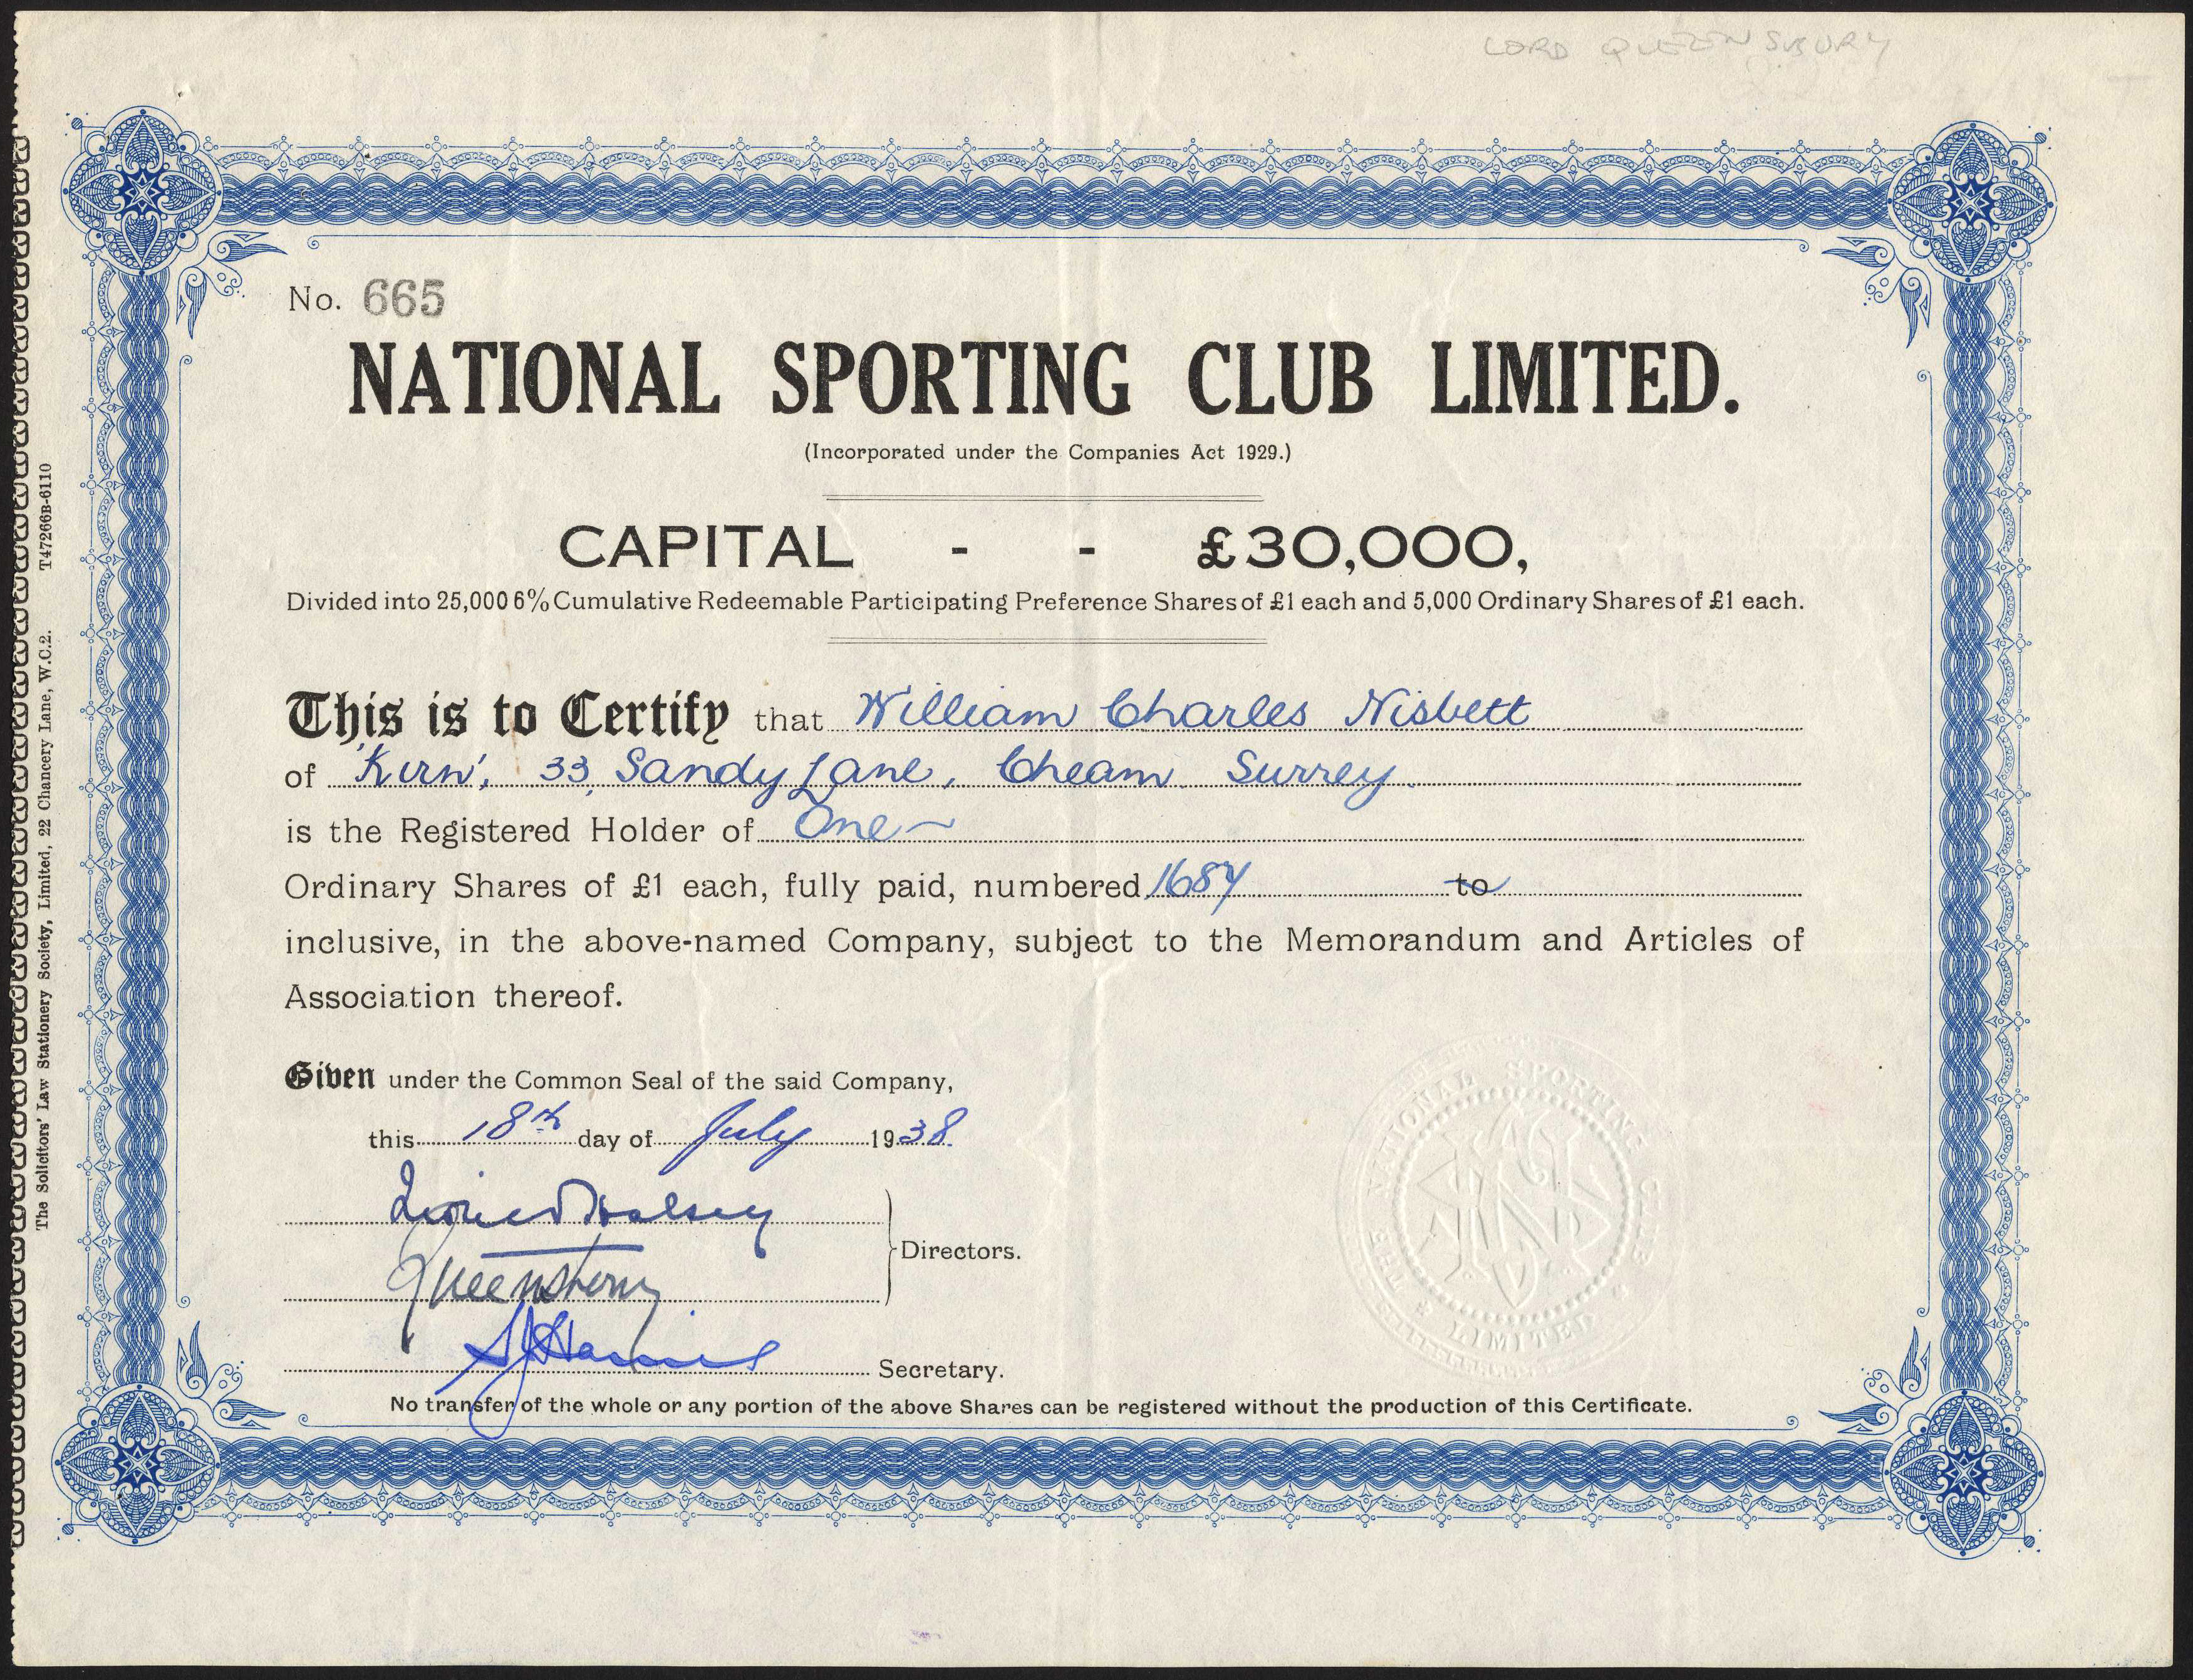 LORD QUEENSBURY
No. 665
NATIONAL SPORTING CLUB LIMITED.
(Incorporated under the Companies Act 1929.)
CAPITAL - - £30,000,
Divided into 25,000 6% Cumulative Redeemable Participating Preference Shares of £1 each and 5,000 Ordinary Shares of £1 each.
This is to Certify that William Charles Nisbett
of 33, Sandy Lane, Cheam Surrey.
is the Registered Holder of One
Ordinary Shares of £1 each, fully paid, numbered 1684 to
inclusive, in the above-named Company, subject to the Memorandum and Articles of
Association thereof.
Given under the Common Seal of the said Company,
this 18th day of July 1938.
Queensberry
Directors.
Secretary.
No transfer of the whole or any portion of the above Shares can be registered without the production of this Certificate.
THE NATIONAL SPORTING CLUB LIMITED
The Solicitors' Law Stationery Society, Limited, 22 Chancery Lane, W.C.2. T47266B-6110